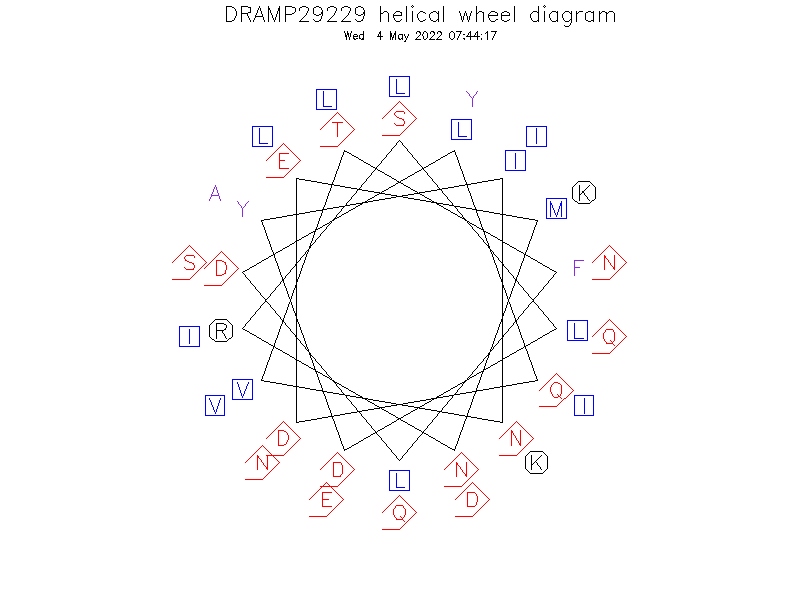 DRAMP29229 helical wheel diagram
Wed 4 May 2022 07:44:17
L
L Y
S L
L T I
E I
A Y M K
S D F N
I R L Q
V V Q I
D N
N K
D L N
E Q D